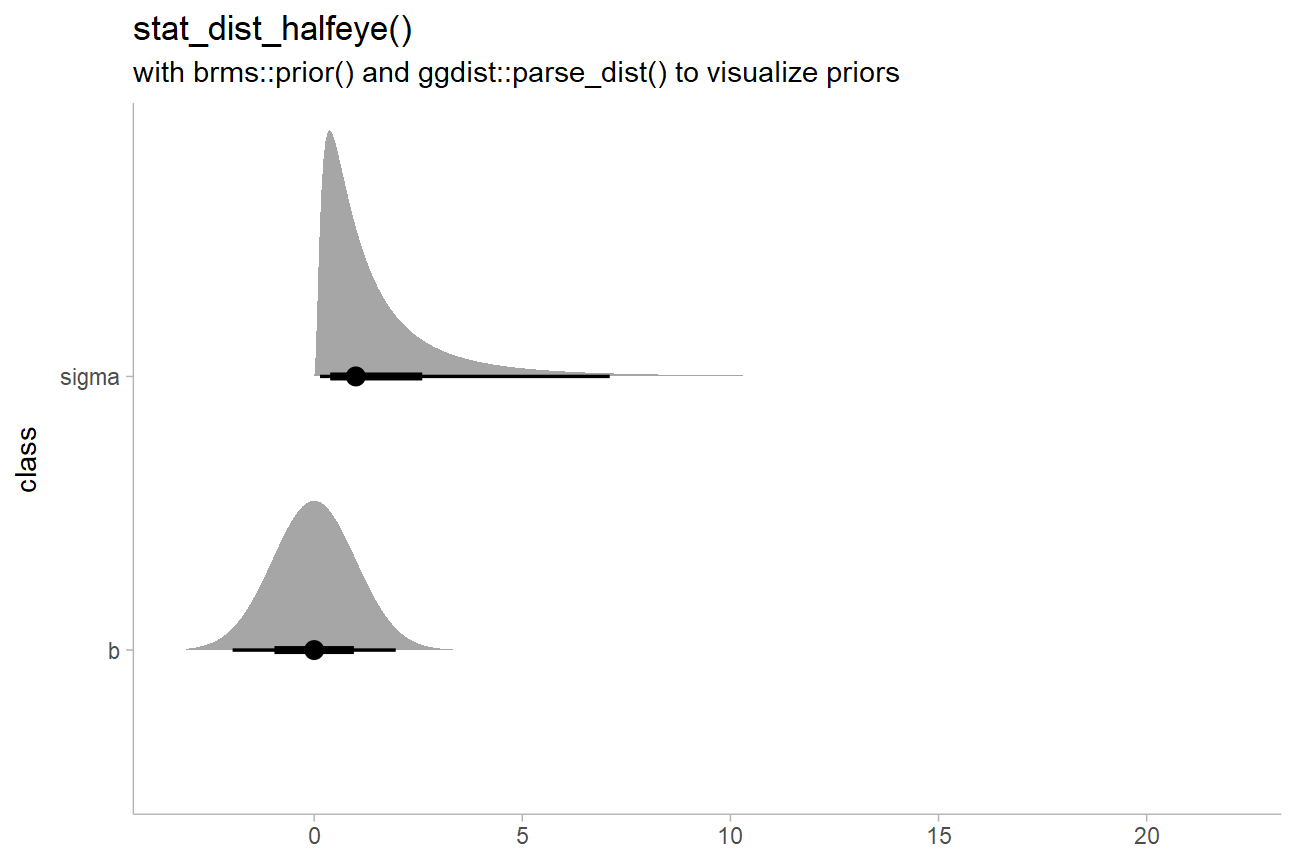 stat_dist_halfeye()
with brms::prior() and ggdist::parse_dist() to visualize priors
sigma
class
b
0 5 10 15 20